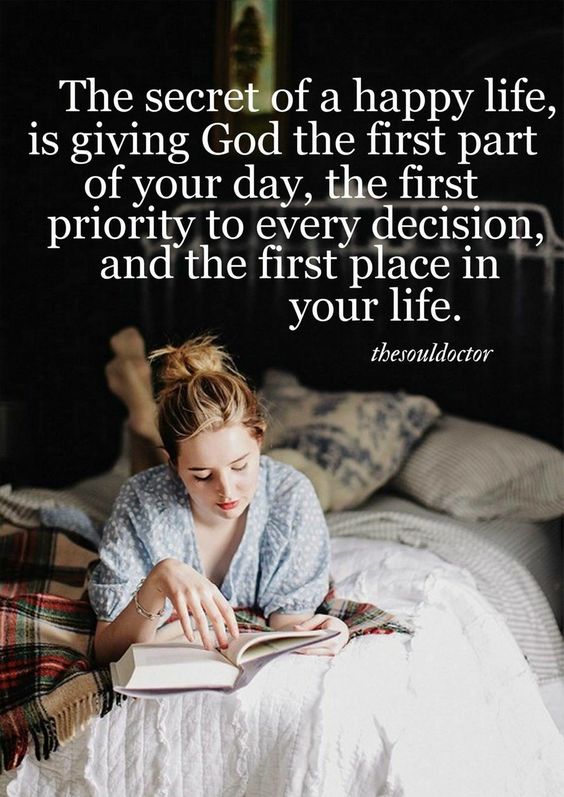 The secret of a happy life,
is giving God the first part
of your day, the first
priority to every decision,
and the first place in
your life.
thesouldoctor